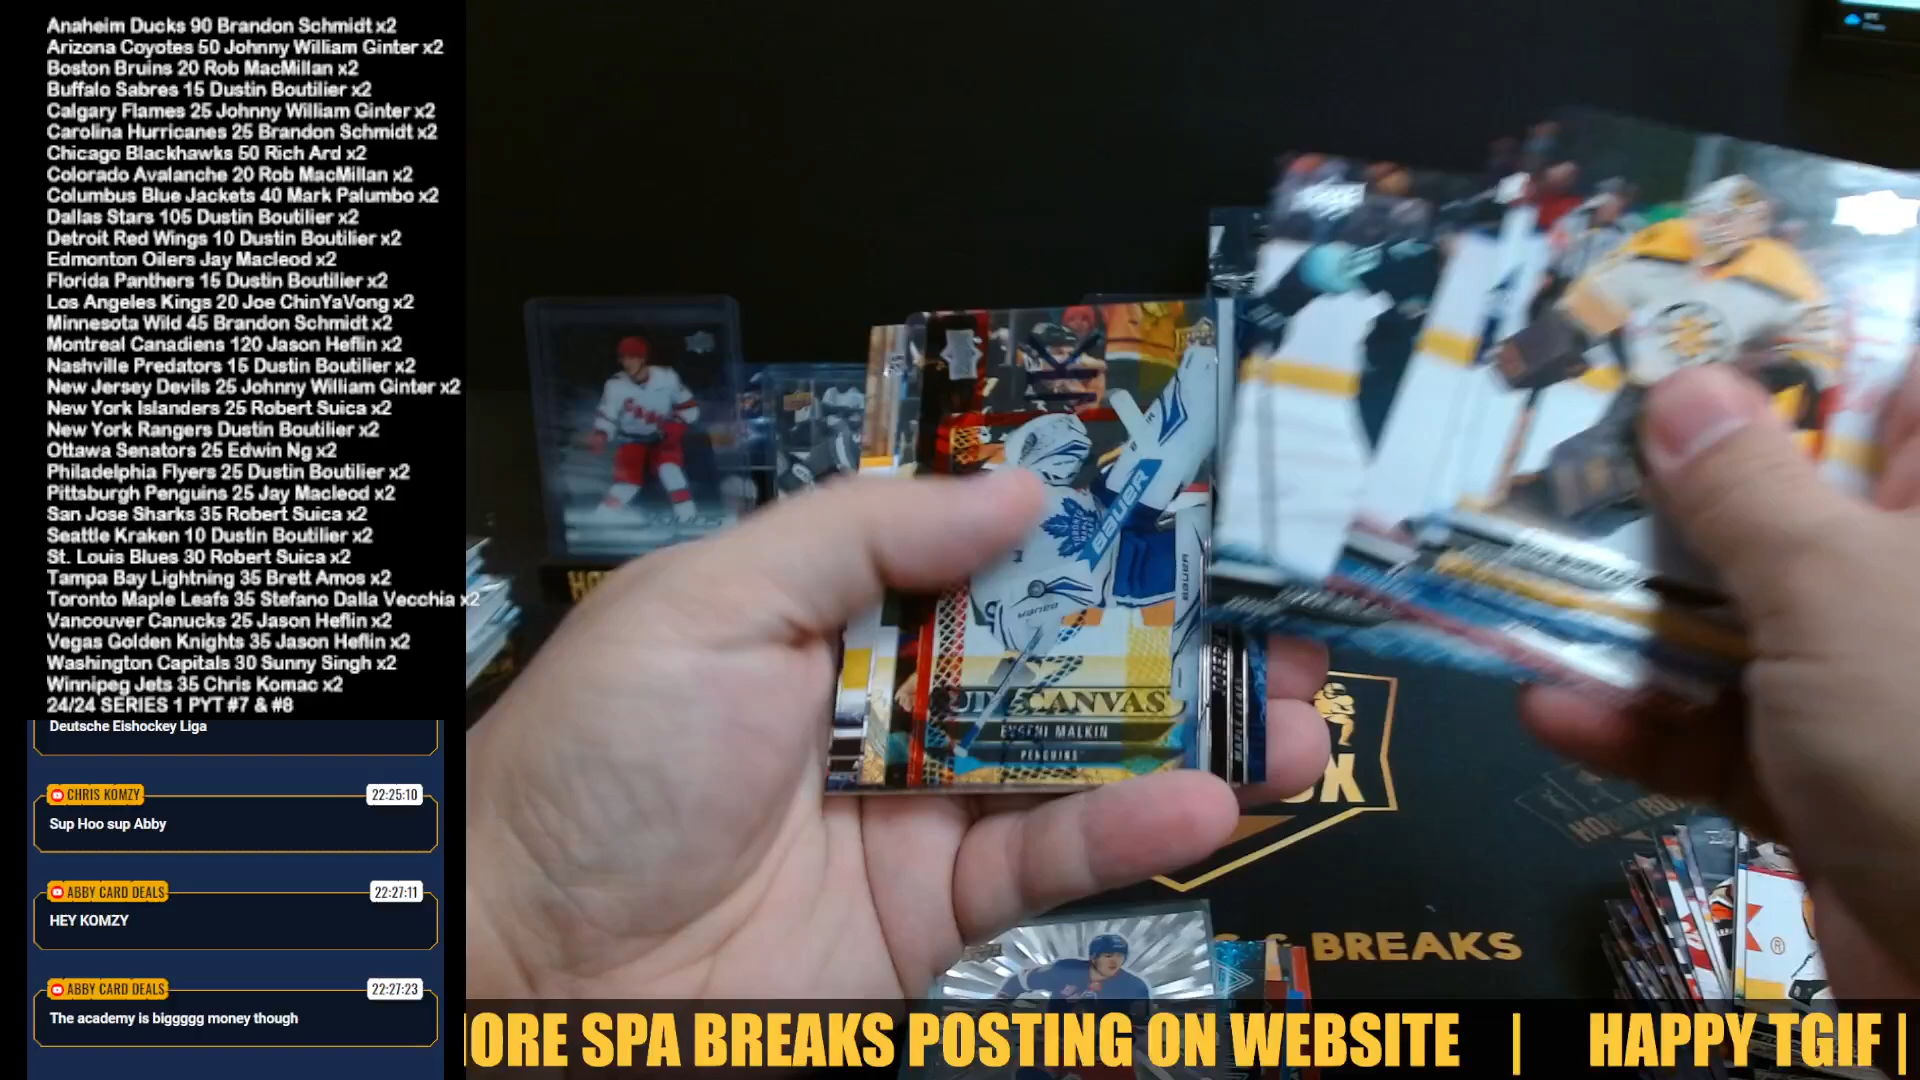 Anaheim Ducks 90 Brandon Schmidt x2
Arizona Coyotes 50 Johnny William Ginter x2
Boston Bruins 20 Rob MacMillan x2
Buffalo Sabres 15 Dustin Boutilier x2
Calgary Flames 25 Johnny William Ginter x2
Carolina Hurricanes 25 Brandon Schmidt x2
Chicago Blackhawks 50 Rich Ard x2
Colorado Avalanche 20 Rob MacMillan x2
Columbus Blue Jackets 40 Mark Palumbo x2
Dallas Stars 105 Dustin Boutilier x2
Detroit Red Wings 10 Dustin Boutilier x2
Edmonton Oilers Jay Macleod x2
Florida Panthers 15 Dustin Boutilier x2
Los Angeles Kings 20 Joe ChinYaVong x2
Minnesota Wild 45 Brandon Schmidt x2
Montreal Canadiens 120 Jason Heflin x2
Nashville Predators 15 Dustin Boutilier x2
New Jersey Devils 25 Johnny William Ginter x2
New York Islanders 25 Robert Suica x2
New York Rangers Dustin Boutilier x2
Ottawa Senators 25 Edwin Ng x2
Philadelphia Flyers 25 Dustin Boutilier x2
Pittsburgh Penguins 25 Jay Macleod x2
San Jose Sharks 35 Robert Suica x2
Seattle Kraken 10 Dustin Boutilier x2
St. Louis Blues 30 Robert Suica x2
Tampa Bay Lightning 35 Brett Amos x2
Toronto Maple Leafs 35 Stefano Dalla Vecchia x2
Vancouver Canucks 25 Jason Heflin x2
Vegas Golden Knights 35 Jason Heflin x2
Washington Capitals 30 Sunny Singh x2
Winnipeg Jets 35 Chris Komac x2
24/24 SERIES 1 PYT #7 & #8
Deutsche Eishockey Liga
CHRIS KOMZY 22:25:10
Sup Hoo sup Abby
ABBY CARD DEALS 22:27:11
HEY KOMZY
ABBY CARD DEALS 22:27:23
The academy is biggggg money though
BAUER
BAUER
CANVAS
EVGENI MALKIN
PENGUINS
JOSEPH
MAPLE LEAFS
& BREAKS
ORE SPA BREAKS POSTING ON WEBSITE | HAPPY TGIF |